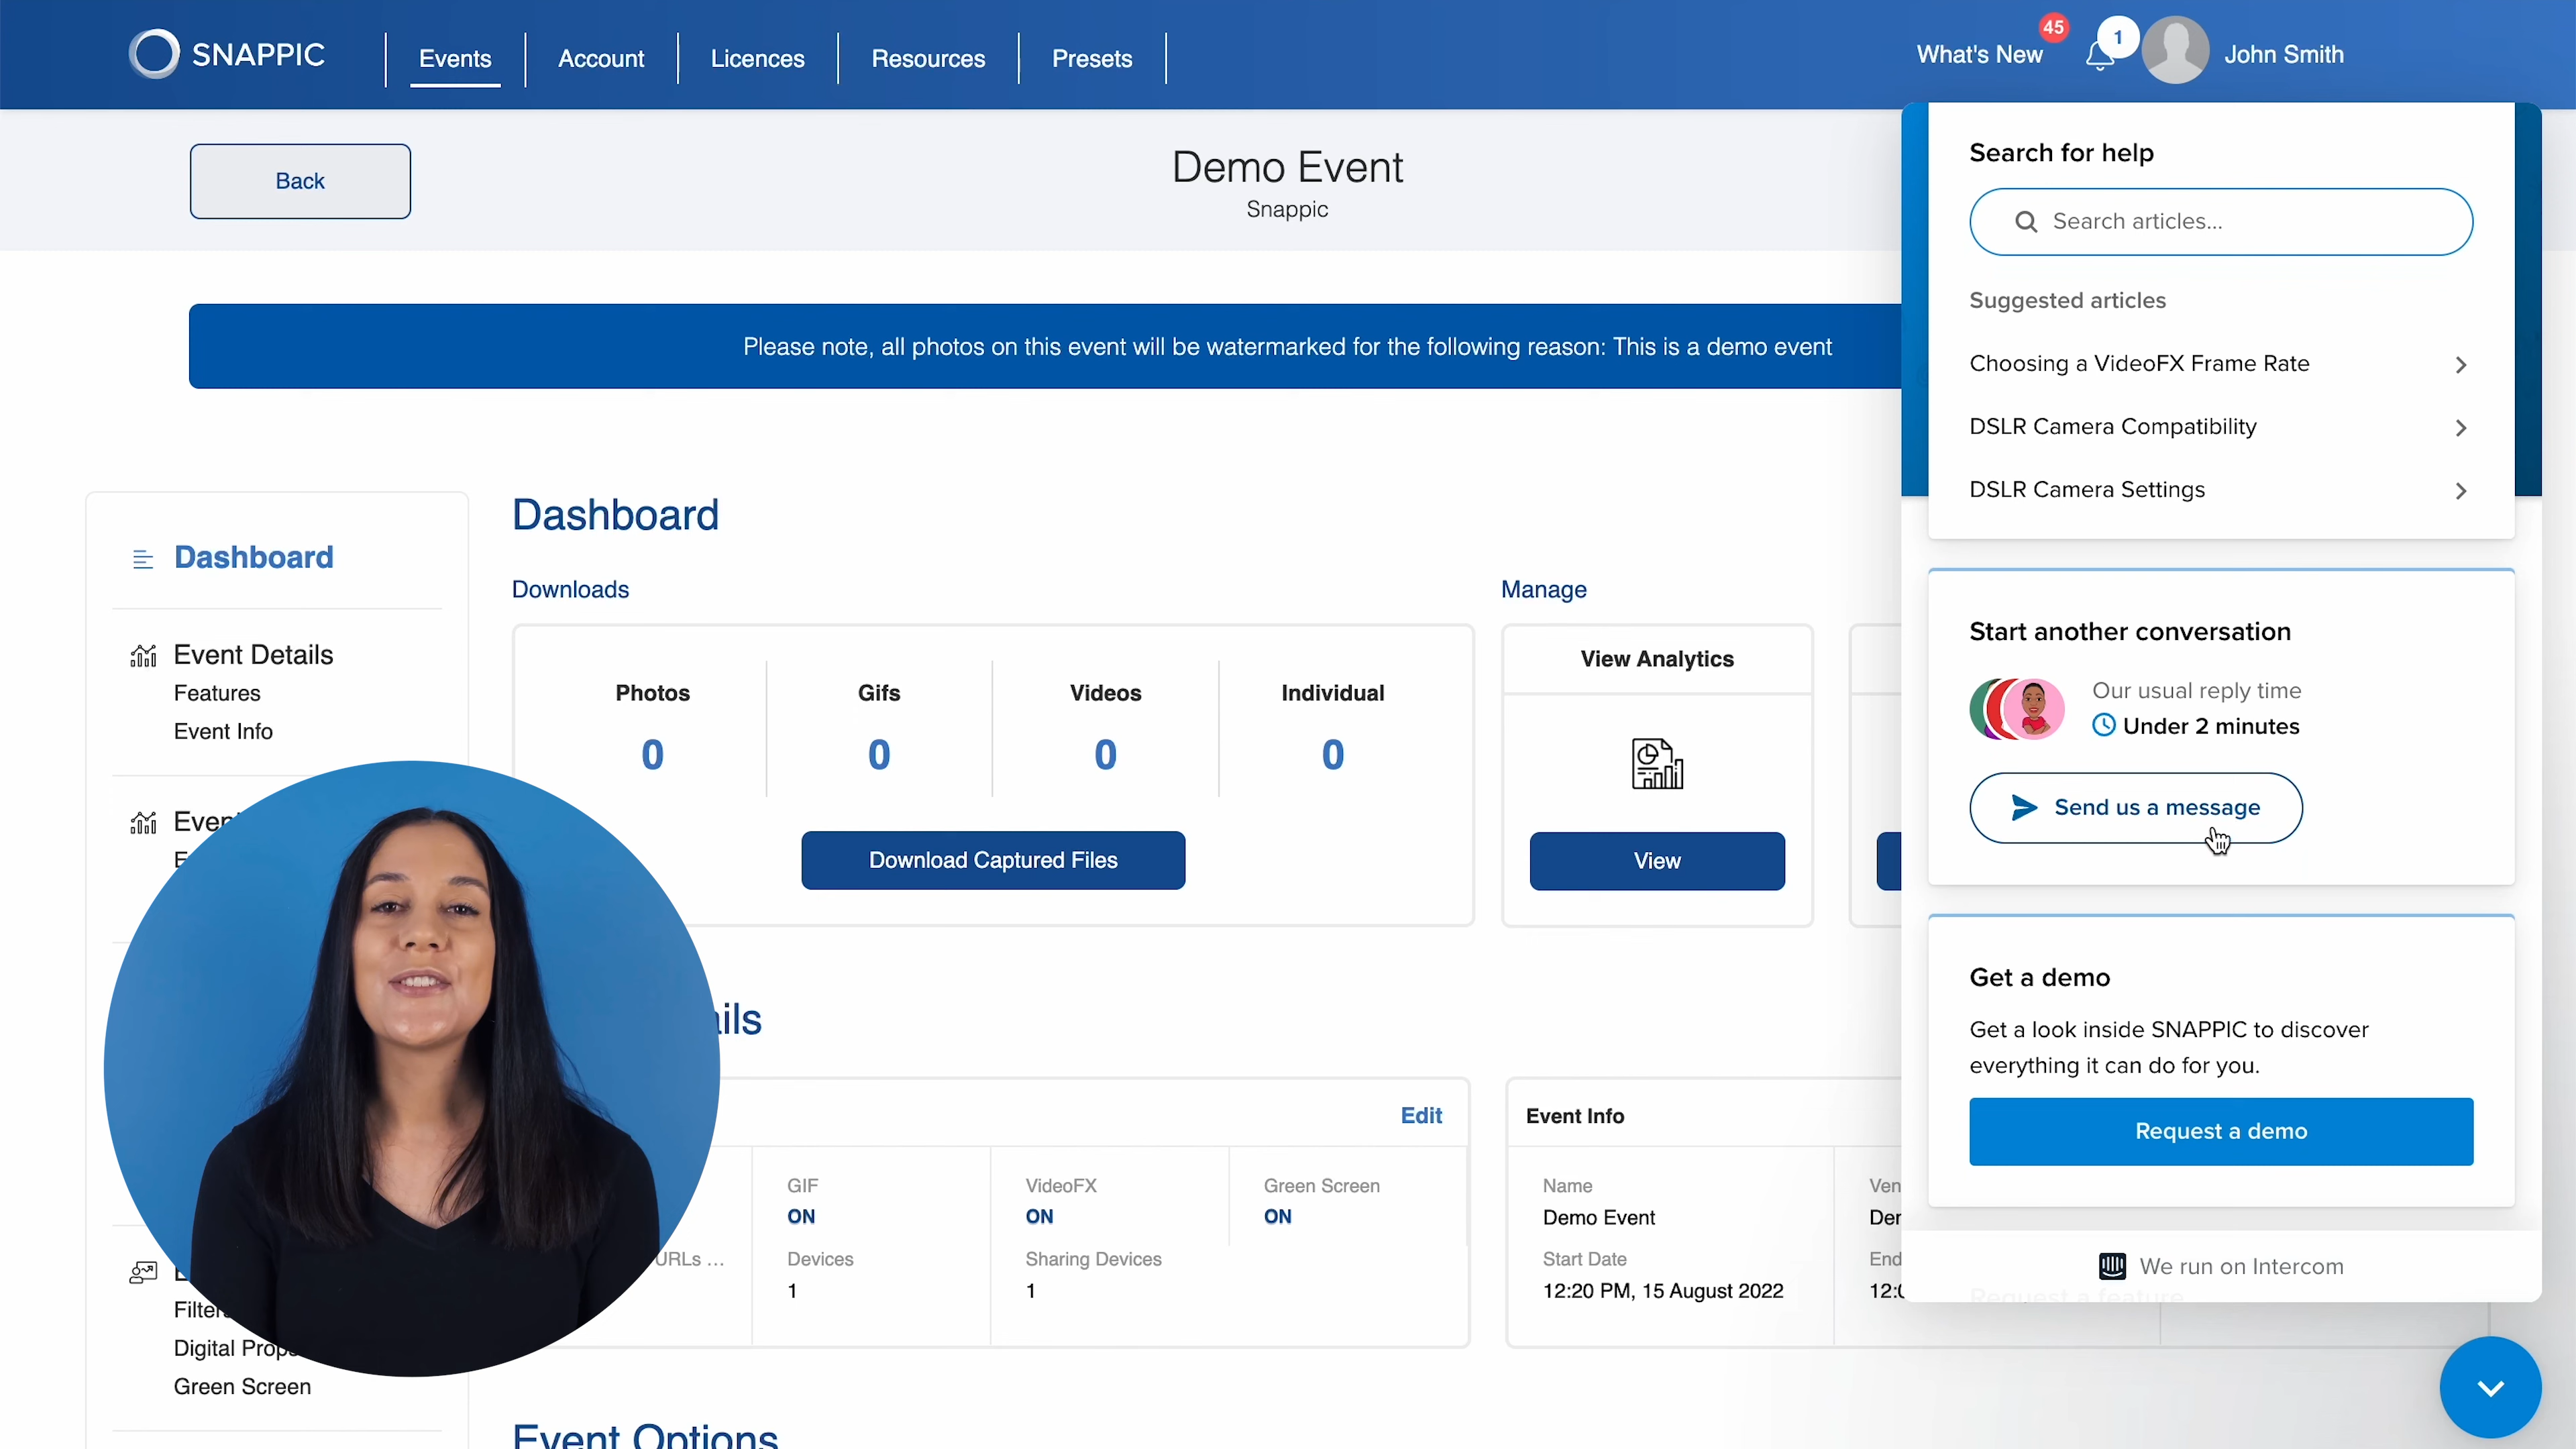 SNAPPIC
Events
Account
Licences
Resources
Presets
What's New
45
1
John Smith
Back
Demo Event
Snappic
Please note, all photos on this event will be watermarked for the following reason: This is a demo event
Dashboard
Event Details
Features
Event Info
Filter
Digital Props
Green Screen
Dashboard
Downloads
Photos
0
Gifs
0
Videos
0
Individual
0
Download Captured Files
Manage
View Analytics
View
Edit
GIF
ON
VideoFX
ON
Green Screen
ON
URLs ...
Devices
1
Sharing Devices
1
Event Info
Name
Demo Event
Start Date
12:20 PM, 15 August 2022
End
Event Options
Search for help
Search articles...
Suggested articles
Choosing a VideoFX Frame Rate
DSLR Camera Compatibility
DSLR Camera Settings
Start another conversation
Our usual reply time
Under 2 minutes
Send us a message
Get a demo
Get a look inside SNAPPIC to discover
everything it can do for you.
Request a demo
We run on Intercom
Request a feature